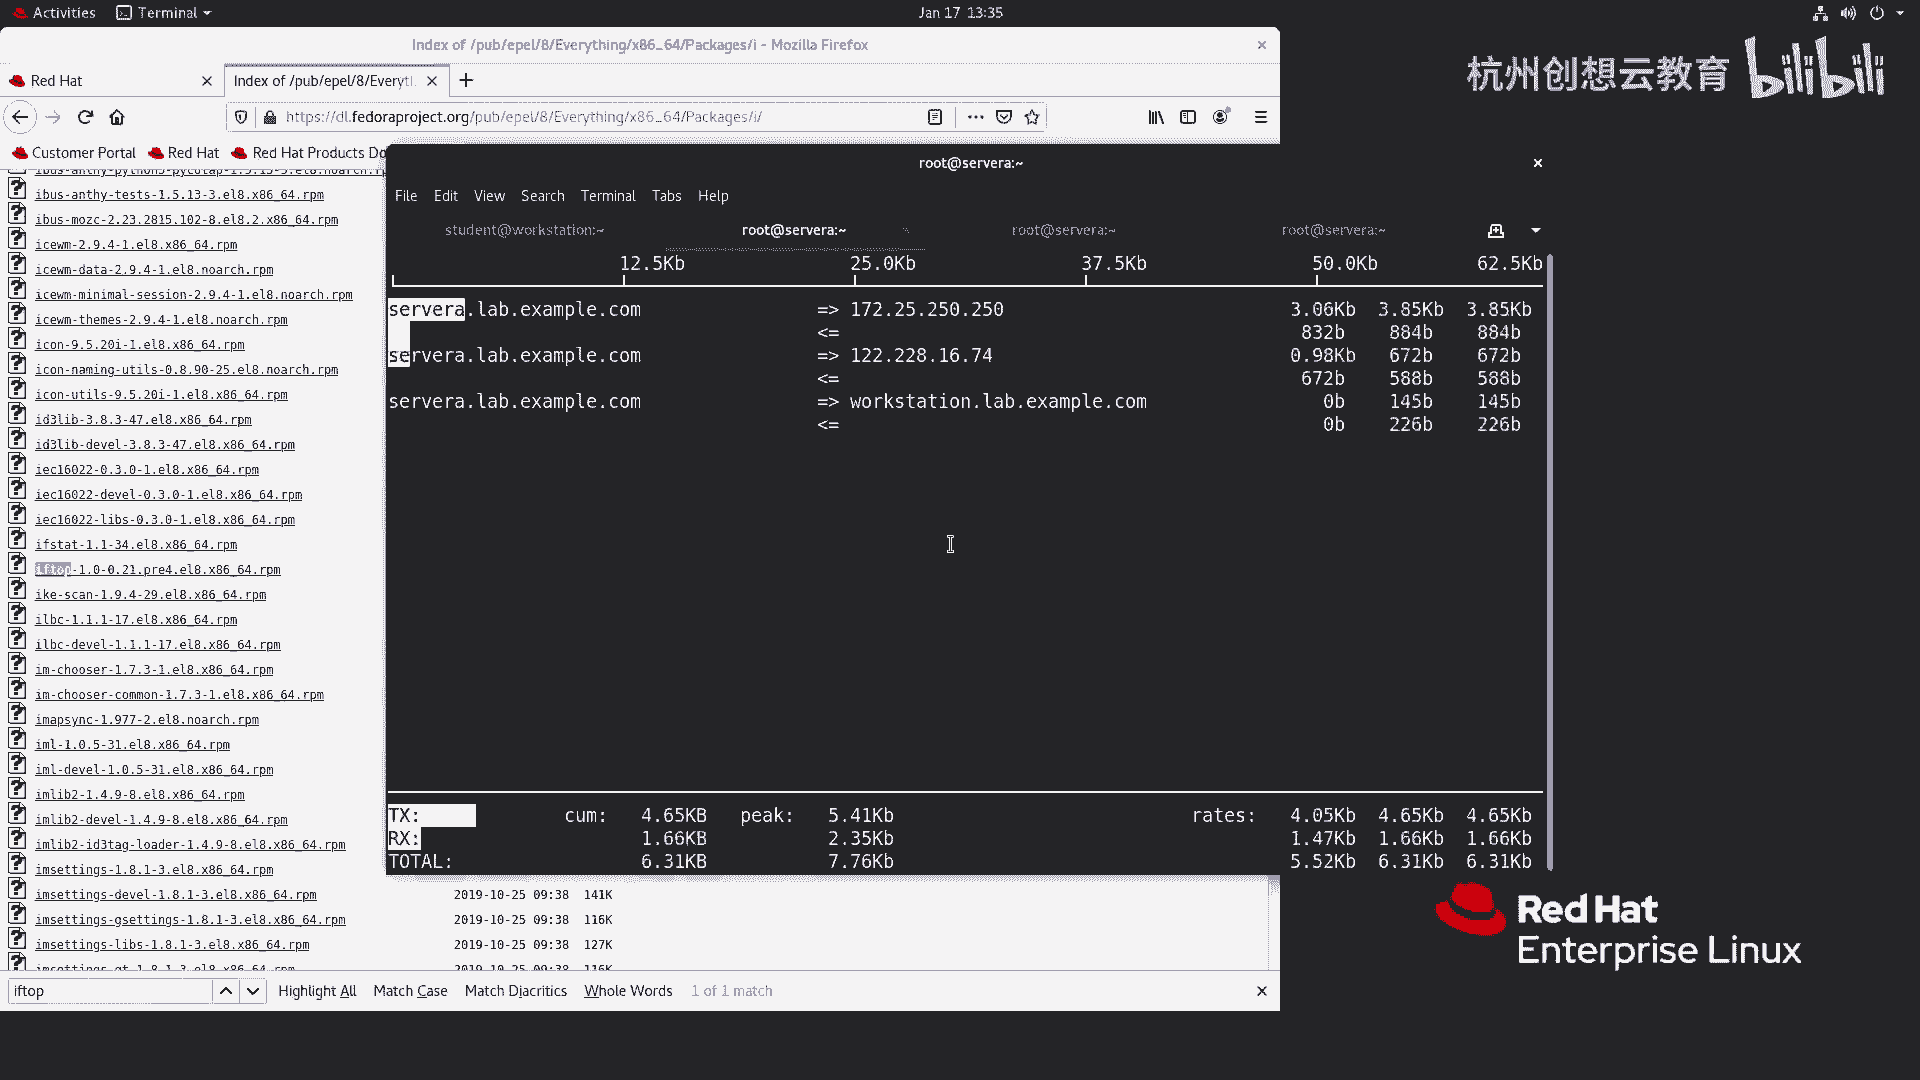 Activities Terminal Jan 17 13:35
Index of /pub/epel/8/Everything/x86_64/Packages/i - Mozilla Firefox
Red Hat Index of /pub/epel/8/Everyt
https://dl.fedoraproject.org/pub/epel/8/Everything/x86_64/Packages/i/
Customer Portal Red Hat Red Hat Products Do
杭州创想云教育 bilibili
root@servera:~
File Edit View Search Terminal Tabs Help
student@workstation:~ root@servera:~ root@servera:~ root@servera:~
12.5Kb 25.0Kb 37.5Kb 50.0Kb 62.5Kb
servera.lab.example.com => 172.25.250.250 3.06Kb 3.85Kb 3.85Kb
<= 832b 884b 884b
servera.lab.example.com => 122.228.16.74 0.98Kb 672b 672b
<= 672b 588b 588b
servera.lab.example.com => workstation.lab.example.com 0b 145b 145b
<= 0b 226b 226b
TX: cum: 4.65KB peak: 5.41Kb rates: 4.05Kb 4.65Kb 4.65Kb
RX: 1.66KB 2.35Kb 1.47Kb 1.66Kb 1.66Kb
TOTAL: 6.31KB 7.76Kb 5.52Kb 6.31Kb 6.31Kb
ibus-anthy-tests-1.5.13-3.el8.x86_64.rpm
ibus-mozc-2.23.2815.102-8.el8.2.x86_64.rpm
icewm-2.9.4-1.el8.x86_64.rpm
icewm-data-2.9.4-1.el8.noarch.rpm
icewm-minimal-session-2.9.4-1.el8.noarch.rpm
icewm-themes-2.9.4-1.el8.noarch.rpm
icon-9.5.20i-1.el8.x86_64.rpm
icon-naming-utils-0.8.90-25.el8.noarch.rpm
icon-utils-9.5.20i-1.el8.x86_64.rpm
id3lib-3.8.3-47.el8.x86_64.rpm
id3lib-devel-3.8.3-47.el8.x86_64.rpm
iec16022-0.3.0-1.el8.x86_64.rpm
iec16022-devel-0.3.0-1.el8.x86_64.rpm
iec16022-libs-0.3.0-1.el8.x86_64.rpm
ifstat-1.1-34.el8.x86_64.rpm
iftop-1.0-0.21.pre4.el8.x86_64.rpm
ike-scan-1.9.4-29.el8.x86_64.rpm
ilbc-1.1.1-17.el8.x86_64.rpm
ilbc-devel-1.1.1-17.el8.x86_64.rpm
im-chooser-1.7.3-1.el8.x86_64.rpm
im-chooser-common-1.7.3-1.el8.x86_64.rpm
imapsync-1.977-2.el8.noarch.rpm
iml-1.0.5-31.el8.x86_64.rpm
iml-devel-1.0.5-31.el8.x86_64.rpm
imlib2-1.4.9-8.el8.x86_64.rpm
imlib2-devel-1.4.9-8.el8.x86_64.rpm
imlib2-id3tag-loader-1.4.9-8.el8.x86_64.rpm
imsettings-1.8.1-3.el8.x86_64.rpm
imsettings-devel-1.8.1-3.el8.x86_64.rpm 2019-10-25 09:38 141K
imsettings-gsettings-1.8.1-3.el8.x86_64.rpm 2019-10-25 09:38 116K
imsettings-libs-1.8.1-3.el8.x86_64.rpm 2019-10-25 09:38 127K
imsettings-qt-1.8.1-3.el8.x86_64.rpm 2019-10-25 09:38 116K
iftop Highlight All Match Case Match Diacritics Whole Words 1 of 1 match
Red Hat
Enterprise Linux